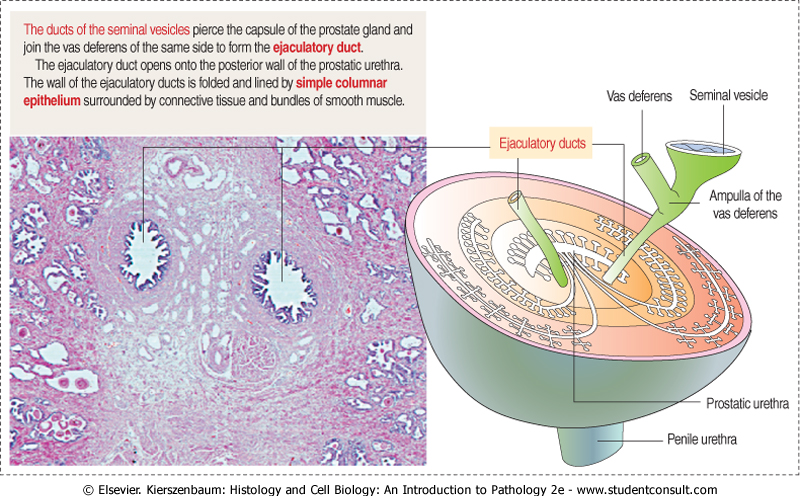 The ducts of the seminal vesicles pierce the capsule of the prostate gland and
join the vas deferens of the same side to form the ejaculatory duct.
The ejaculatory duct opens onto the posterior wall of the prostatic urethra.
The wall of the ejaculatory ducts is folded and lined by simple columnar
epithelium surrounded by connective tissue and bundles of smooth muscle.
Vas deferens
Seminal vesicle
Ejaculatory ducts
Ampulla of the
vas deferens
Prostatic urethra
Penile urethra
© Elsevier. Kierszenbaum: Histology and Cell Biology: An Introduction to Pathology 2e - www.studentconsult.com